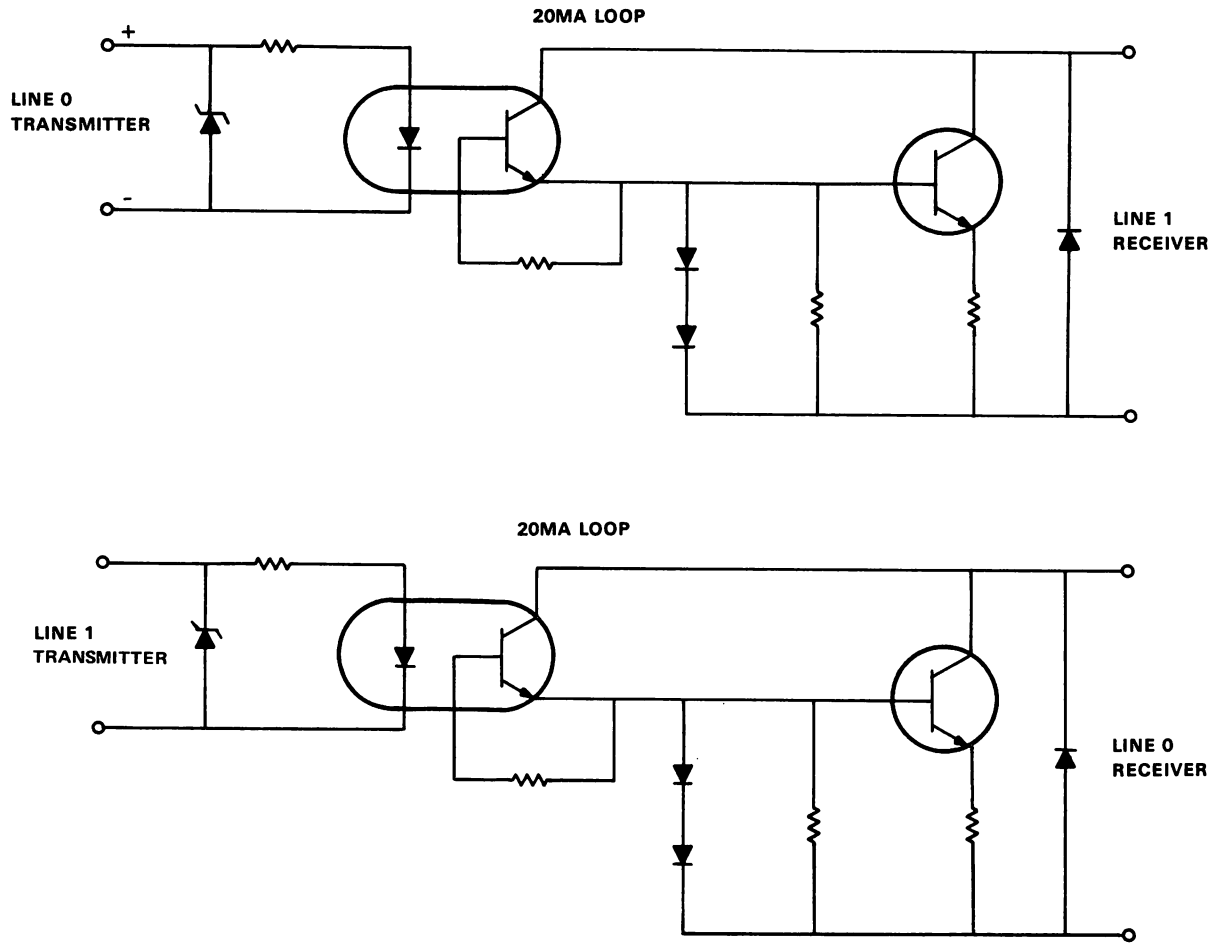 20MA LOOP
+
LINE 0
TRANSMITTER
-
LINE 1
RECEIVER
20MA LOOP
LINE 1
TRANSMITTER
LINE 0
RECEIVER